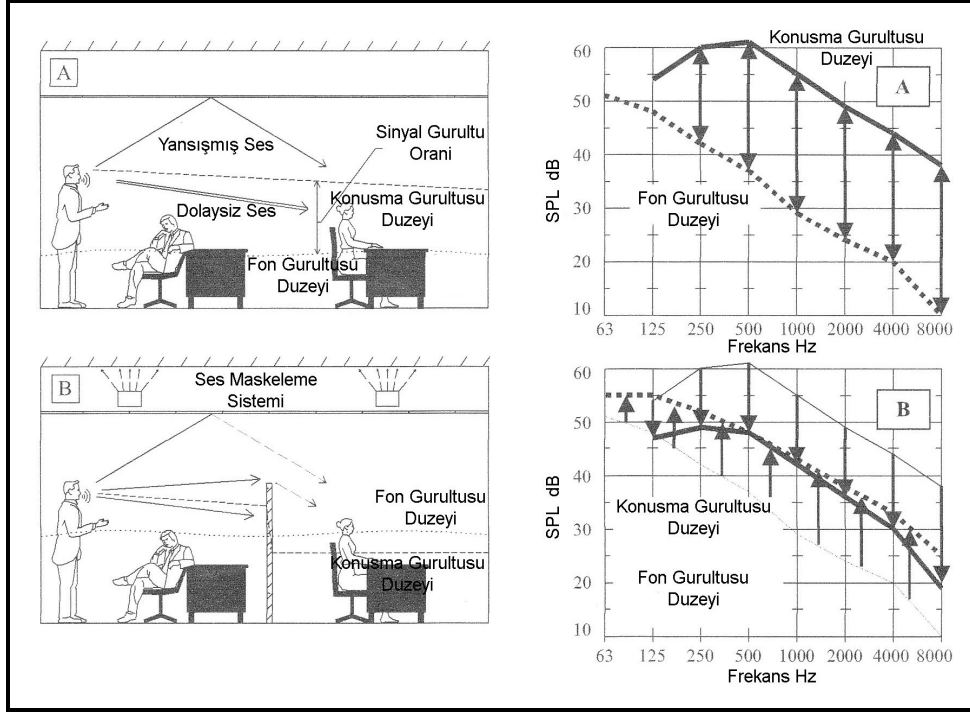 A
Yansışmış Ses
Sinyal Gurultu
Orani
Dolaysiz Ses
Konusma Gurultusu
Duzeyi
Fon Gurultusu
Duzeyi
Konusma Gurultusu
Duzeyi
A
60
50
40
30
20
10
SPL dB
Fon Gurultusu
Duzeyi
63 125 250 500 1000 2000 4000 8000
Frekans Hz
B
Ses Maskeleme
Sistemi
Fon Gurultusu
Duzeyi
Konusma Gurultusu
Duzeyi
B
60
50
40
30
20
10
SPL dB
Konusma Gurultusu
Duzeyi
Fon Gurultusu
Duzeyi
63 125 250 500 1000 2000 4000 8000
Frekans Hz